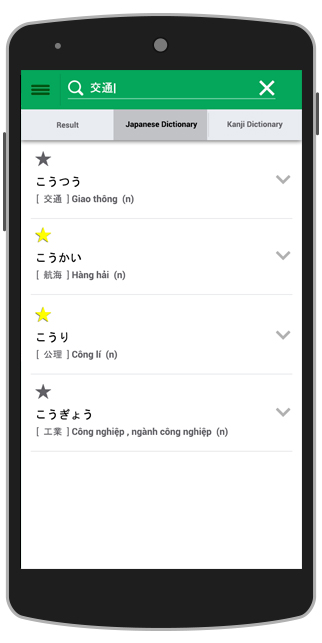 交通
Result Japanese Dictionary Kanji Dictionary
こうつう
[ 交通 ] Giao thông (n)
こうかい
[ 航海 ] Hàng hải (n)
こうり
[ 公理 ] Công lí (n)
こうぎょう
[ 工業 ] Công nghiệp , ngành công nghiệp (n)